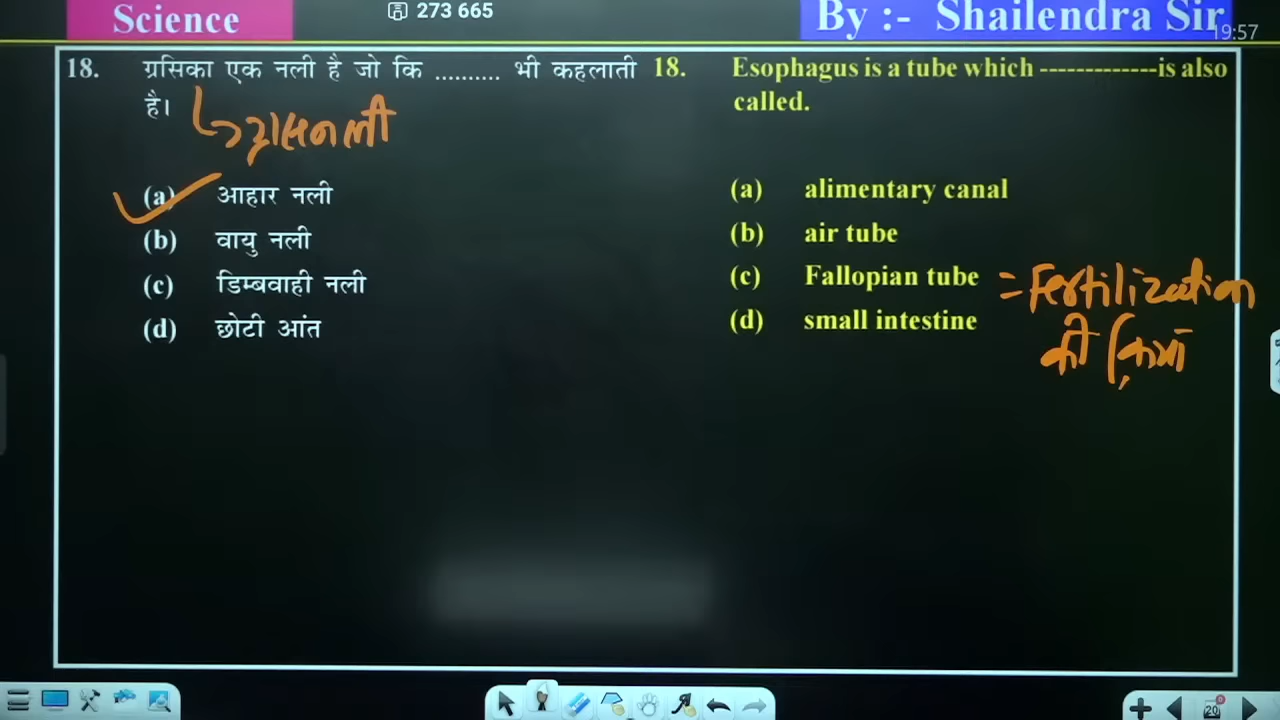 Science
273 665
By :- Shailendra Sir
19:57
18. ग्रसिका एक नली है जो कि .......... भी कहलाती है।
ग्रासनली
(a) आहार नली
(b) वायु नली
(c) डिम्बवाही नली
(d) छोटी आंत
18. Esophagus is a tube which -------------is also called.
(a) alimentary canal
(b) air tube
(c) Fallopian tube
= Fertilization
की क्रिया
(d) small intestine
20